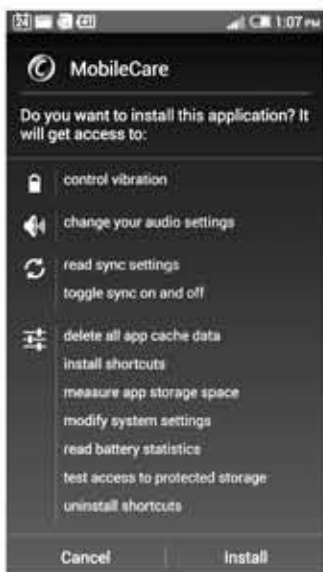 24 1:07 PM
MobileCare
Do you want to install this application? It
will get access to:
control vibration
change your audio settings
read sync settings
toggle sync on and off
delete all app cache data
install shortcuts
measure app storage space
modify system settings
read battery statistics
test access to protected storage
uninstall shortcuts
Cancel Install